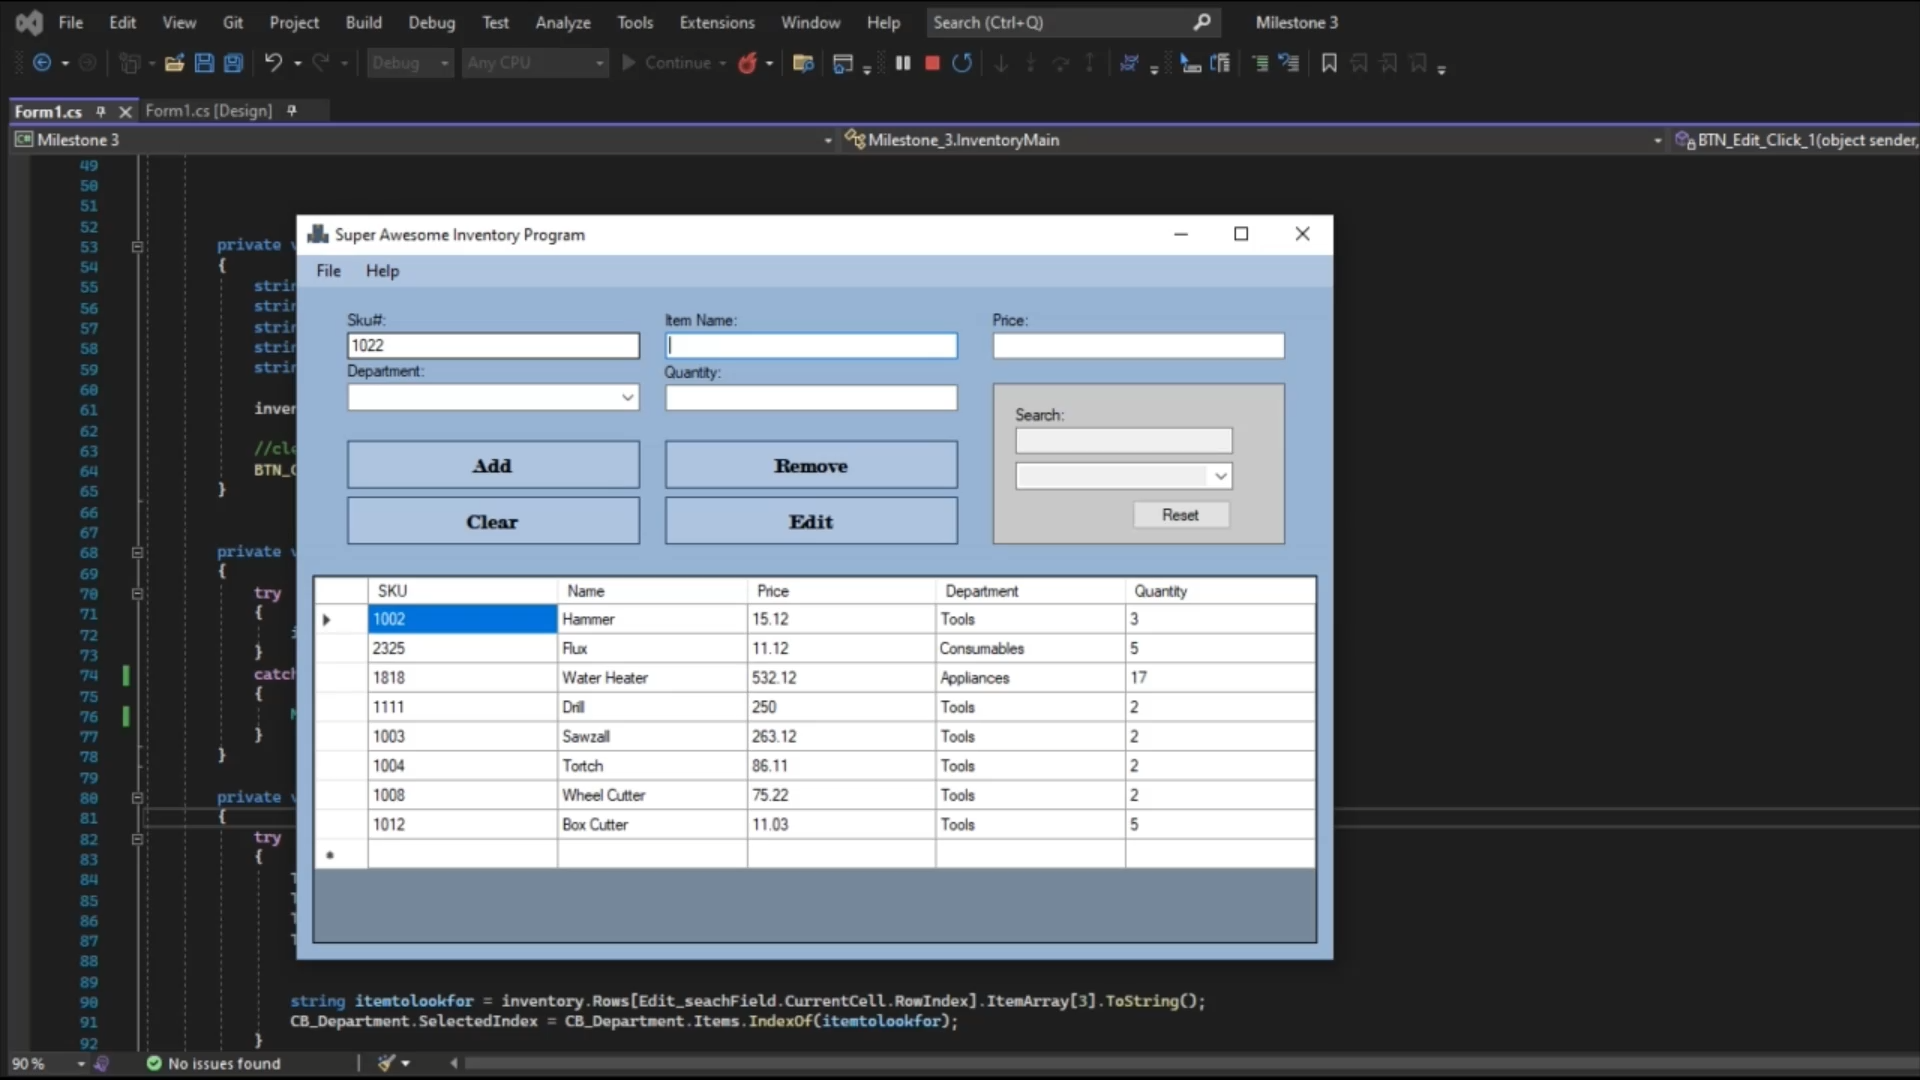 File Edit View Git Project Build Debug Test Analyze Tools Extensions Window Help Search (Ctrl+Q) Milestone 3
Debug Any CPU Continue
Form1.cs Form1.cs [Design]
Milestone 3 Milestone_3.InventoryMain BTN_Edit_Click_1(object sender,
49
50
51
52
53 private
54 {
55
56
57
58
59
60
61
62
63
64
65 }
66
67
68 private
69 {
70 try
71 {
72
73 }
74
75 {
76
77 }
78 }
79
80 private
81 {
82 try
83 {
84
85
86
87
88
89
90 string itemtolookfor = inventory.Rows[Edit_seachField.CurrentCell.RowIndex].ItemArray[3].ToString();
91 CB_Department.SelectedIndex = CB_Department.Items.IndexOf(itemtolookfor);
92 }
Super Awesome Inventory Program
File Help
Sku#: Item Name: Price:
1022
Department: Quantity:
Search:
Add Remove
Clear Edit
Reset
SKU Name Price Department Quantity
1002 Hammer 15.12 Tools 3
2325 Flux 11.12 Consumables 5
1818 Water Heater 532.12 Appliances 17
1111 Drill 250 Tools 2
1003 Sawzall 263.12 Tools 2
1004 Tortch 86.11 Tools 2
1008 Wheel Cutter 75.22 Tools 2
1012 Box Cutter 11.03 Tools 5
90 % No issues found